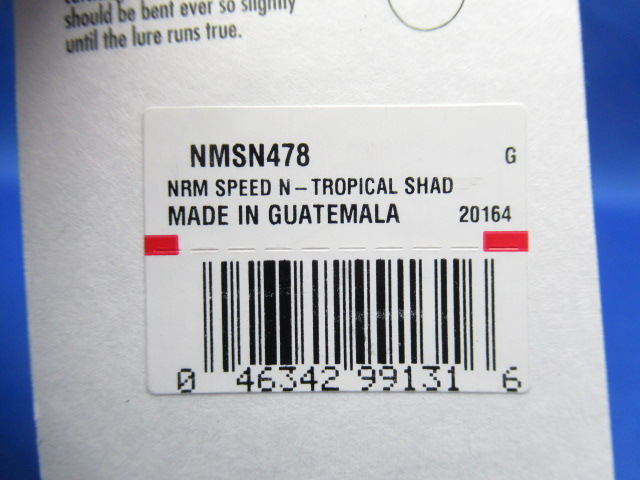 should be bent ever so slightly
until the lure runs true.
NMSN478 G
NRM SPEED N – TROPICAL SHAD
MADE IN GUATEMALA 20164
0 46342 99131 6